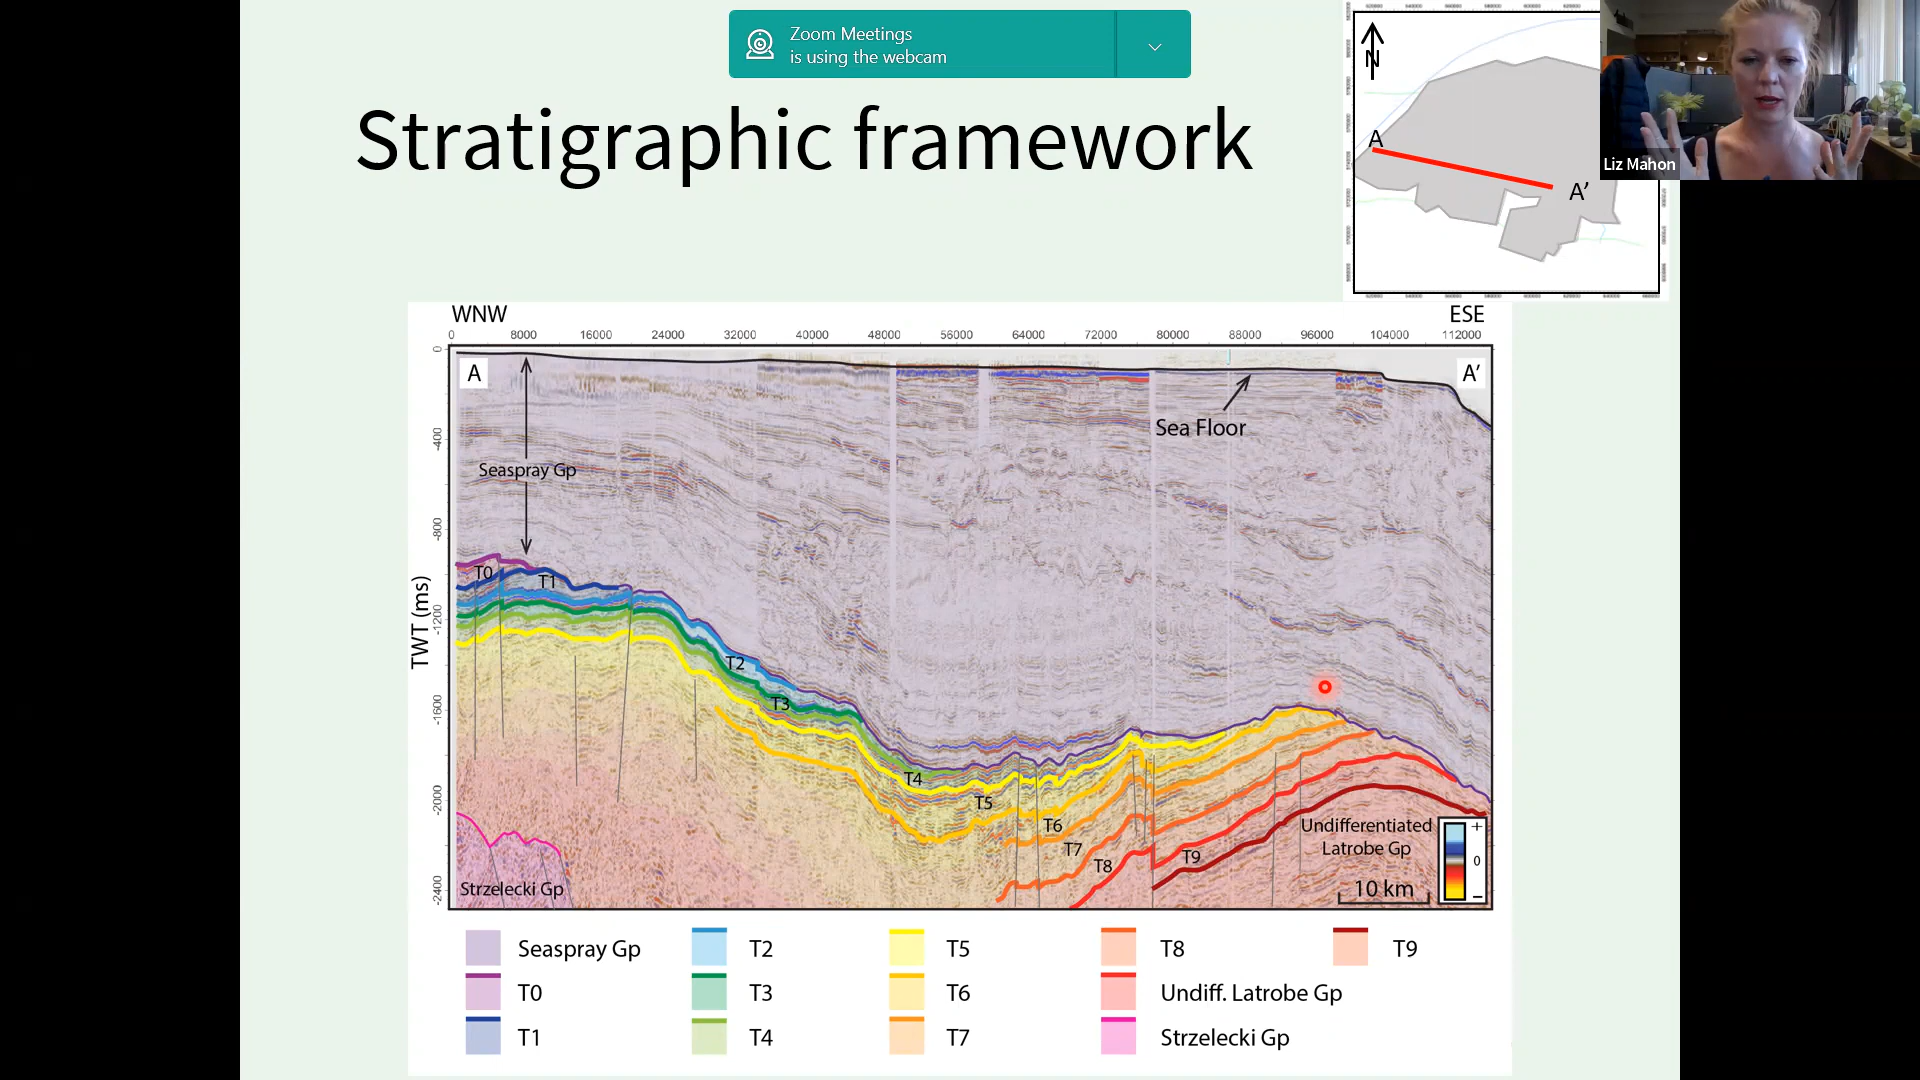 Zoom Meetings
is using the webcam
Stratigraphic framework
N
A
A’
Liz Mahon
WNW
ESE
0 8000 16000 24000 32000 40000 48000 56000 64000 72000 80000 88000 96000 104000 112000
A
A’
Sea Floor
Seaspray Gp
TWT (ms)
0
-400
-800
-1200
-1600
-2000
-2400
T0
T1
T2
T3
T4
T5
T6
T7
T8
T9
Undifferentiated
Latrobe Gp
Strzelecki Gp
10 km
+
0
–
Seaspray Gp
T2
T5
T8
T9
T0
T3
T6
Undiff. Latrobe Gp
T1
T4
T7
Strzelecki Gp